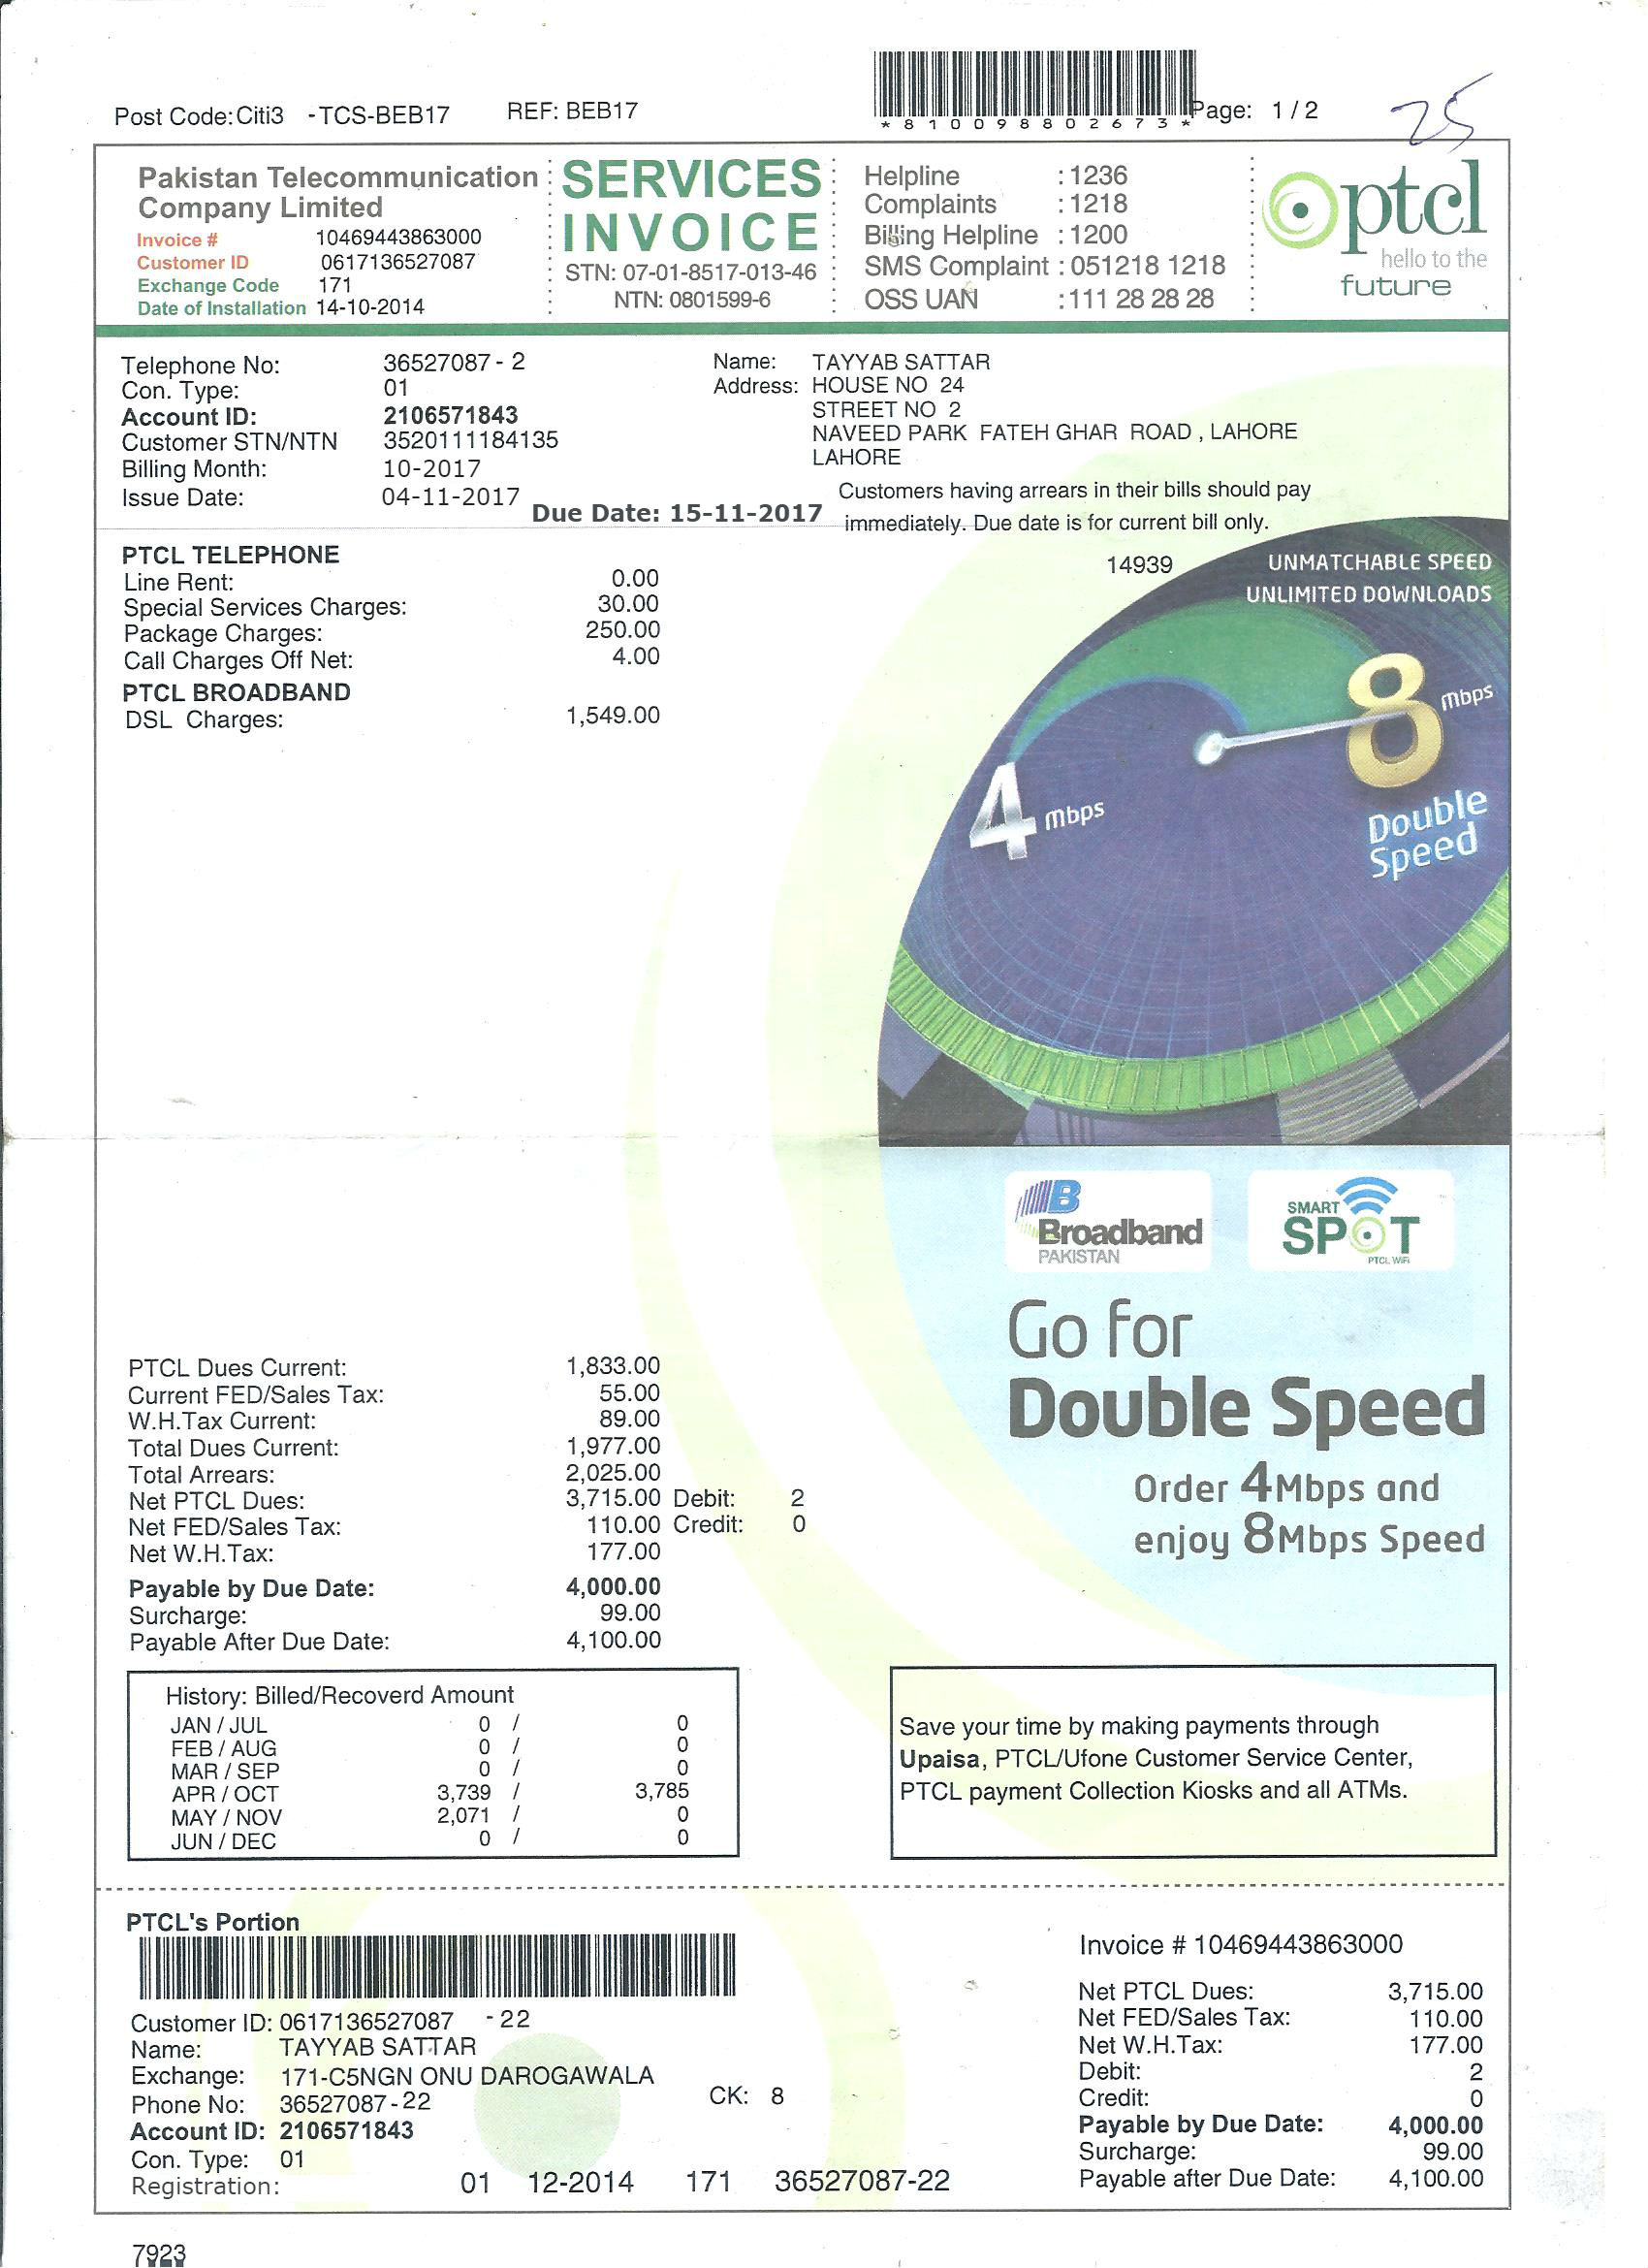 Post Code:Citi3 -TCS-BEB17 REF: BEB17 *810098802673* Page: 1 / 2 25
Pakistan Telecommunication
Company Limited
Invoice # 10469443863000
Customer ID 0617136527087
Exchange Code 171
Date of Installation 14-10-2014
SERVICES
INVOICE
STN: 07-01-8517-013-46
NTN: 0801599-6
Helpline :1236
Complaints :1218
Billing Helpline :1200
SMS Complaint :051218 1218
OSS UAN :111 28 28 28
ptcl
hello to the
future
Telephone No: 36527087 - 2
Con. Type: 01
Account ID: 2106571843
Customer STN/NTN 3520111184135
Billing Month: 10-2017
Issue Date: 04-11-2017
Due Date: 15-11-2017
Name: TAYYAB SATTAR
Address: HOUSE NO 24
STREET NO 2
NAVEED PARK FATEH GHAR ROAD , LAHORE
LAHORE
Customers having arrears in their bills should pay
immediately. Due date is for current bill only.
PTCL TELEPHONE
Line Rent: 0.00
Special Services Charges: 30.00
Package Charges: 250.00
Call Charges Off Net: 4.00
PTCL BROADBAND
DSL Charges: 1,549.00
14939
UNMATCHABLE SPEED
UNLIMITED DOWNLOADS
8 mbps
4 mbps
Double
Speed
B
Broadband
PAKISTAN
SMART
SPOT
PTCL WiFi
Go for
Double Speed
Order 4Mbps and
enjoy 8Mbps Speed
PTCL Dues Current: 1,833.00
Current FED/Sales Tax: 55.00
W.H.Tax Current: 89.00
Total Dues Current: 1,977.00
Total Arrears: 2,025.00
Net PTCL Dues: 3,715.00 Debit: 2
Net FED/Sales Tax: 110.00 Credit: 0
Net W.H.Tax: 177.00
Payable by Due Date: 4,000.00
Surcharge: 99.00
Payable After Due Date: 4,100.00
History: Billed/Recoverd Amount
JAN / JUL 0 / 0
FEB / AUG 0 / 0
MAR / SEP 0 / 0
APR / OCT 3,739 / 3,785
MAY / NOV 2,071 / 0
JUN / DEC 0 / 0
Save your time by making payments through
Upaisa, PTCL/Ufone Customer Service Center,
PTCL payment Collection Kiosks and all ATMs.
PTCL's Portion
Customer ID: 0617136527087 - 22
Name: TAYYAB SATTAR
Exchange: 171-C5NGN ONU DAROGAWALA
Phone No: 36527087 - 22
Account ID: 2106571843
Con. Type: 01
Registration: 01 12-2014 171 36527087-22
CK: 8
Invoice # 10469443863000
Net PTCL Dues: 3,715.00
Net FED/Sales Tax: 110.00
Net W.H.Tax: 177.00
Debit: 2
Credit: 0
Payable by Due Date: 4,000.00
Surcharge: 99.00
Payable after Due Date: 4,100.00
7923